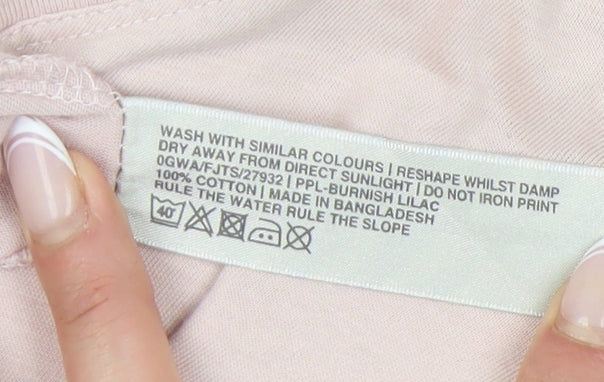 WASH WITH SIMILAR COLOURS | RESHAPE WHILST DAMP
DRY AWAY FROM DIRECT SUNLIGHT | DO NOT IRON PRINT
0GWA/FJTS/27932 | PPL-BURNISH LILAC
100% COTTON | MADE IN BANGLADESH
RULE THE WATER RULE THE SLOPE
40°